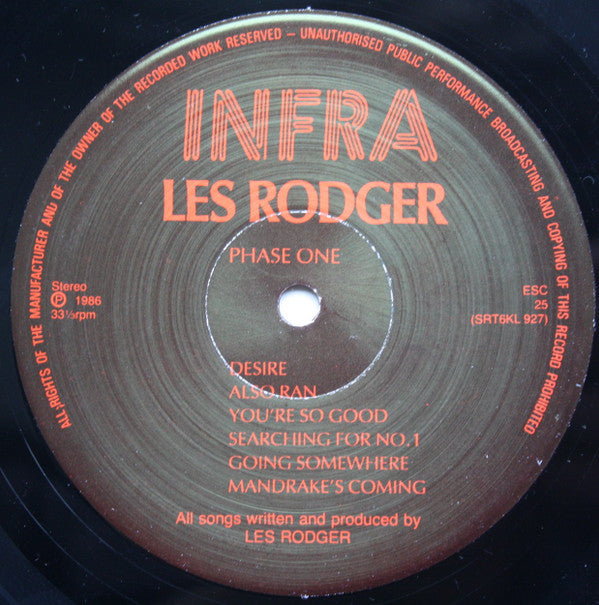 ALL RIGHTS OF THE MANUFACTURER AND OF THE OWNER OF THE RECORDED WORK RESERVED – UNAUTHORISED PUBLIC PERFORMANCE BROADCASTING AND COPYING OF THIS RECORD PROHIBITED
INFRA
LES RODGER
PHASE ONE
Stereo
Ⓟ 1986
33⅓rpm
ESC
25
(SRT6KL 927)
DESIRE
ALSO RAN
YOU'RE SO GOOD
SEARCHING FOR NO.1
GOING SOMEWHERE
MANDRAKE'S COMING
All songs written and produced by
LES RODGER